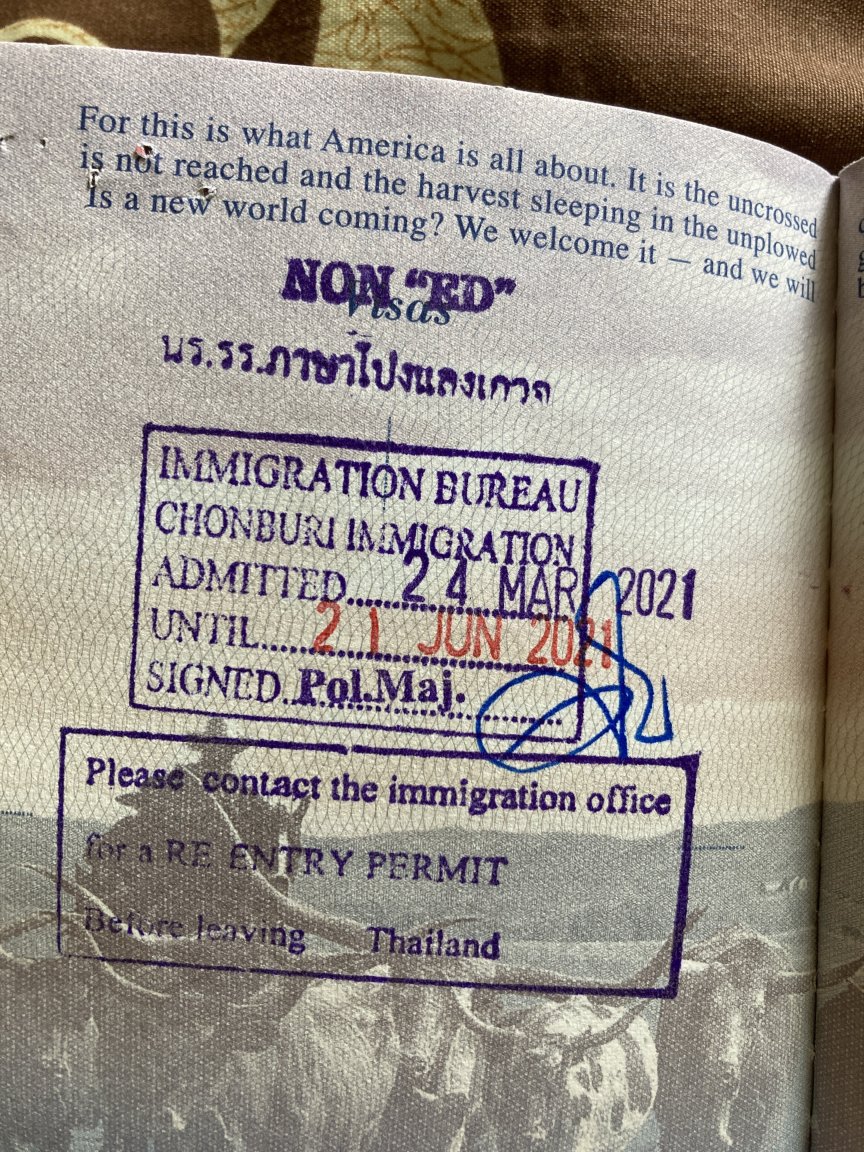 For this is what America is all about. It is the uncrossed
is not reached and the harvest sleeping in the unplowed
Is a new world coming? We welcome it — and we will
NON "ED"
Visas
นร.รร.ภาษาโป่งแสงเทวา
IMMIGRATION BUREAU
CHONBURI IMMIGRATION
ADMITTED 24 MAR 2021
UNTIL 21 JUN 2021
SIGNED Pol.Maj.
Please contact the immigration office
for a RE ENTRY PERMIT
Before leaving Thailand